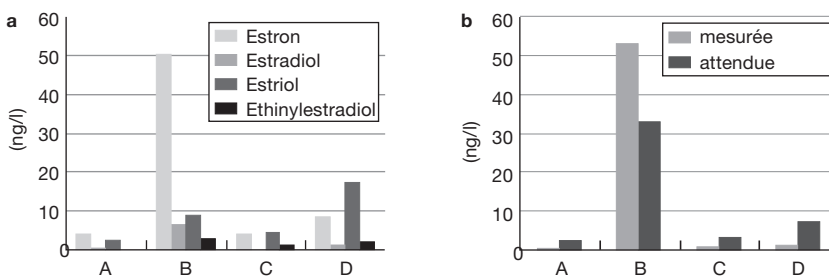 a
60
50
40
30
20
10
0
(ng/l)
Estron
Estradiol
Estriol
Ethinylestradiol
A B C D
b
60
50
40
30
20
10
0
(ng/l)
mesurée
attendue
A B C D